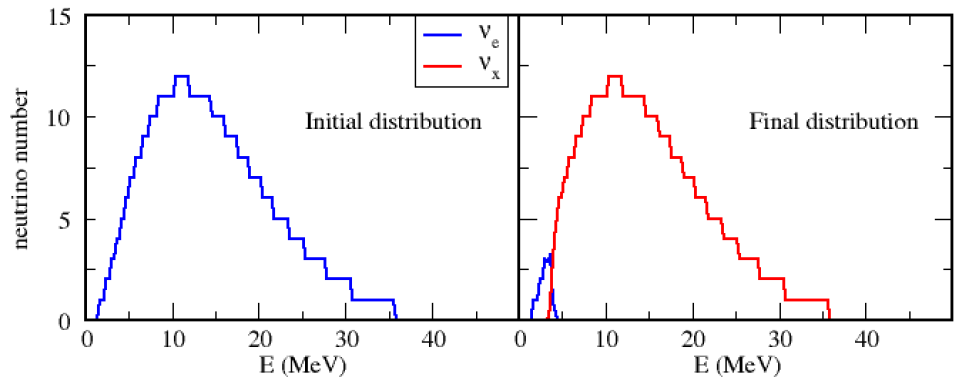 15
10
5
0
neutrino number
ν_e
ν_x
Initial distribution
Final distribution
0 10 20 30 40
0 10 20 30 40
E (MeV)
E (MeV)